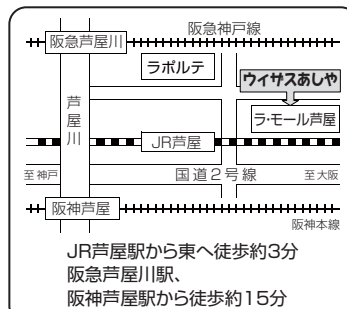 阪急神戸線
阪急芦屋川
ラポルテ
ウイザスあしや
芦屋川
ラ・モール芦屋
JR芦屋
至神戸
国道2号線
至大阪
阪神芦屋
阪神本線
JR芦屋駅から東へ徒歩約3分
阪急芦屋川駅、
阪神芦屋駅から徒歩約15分